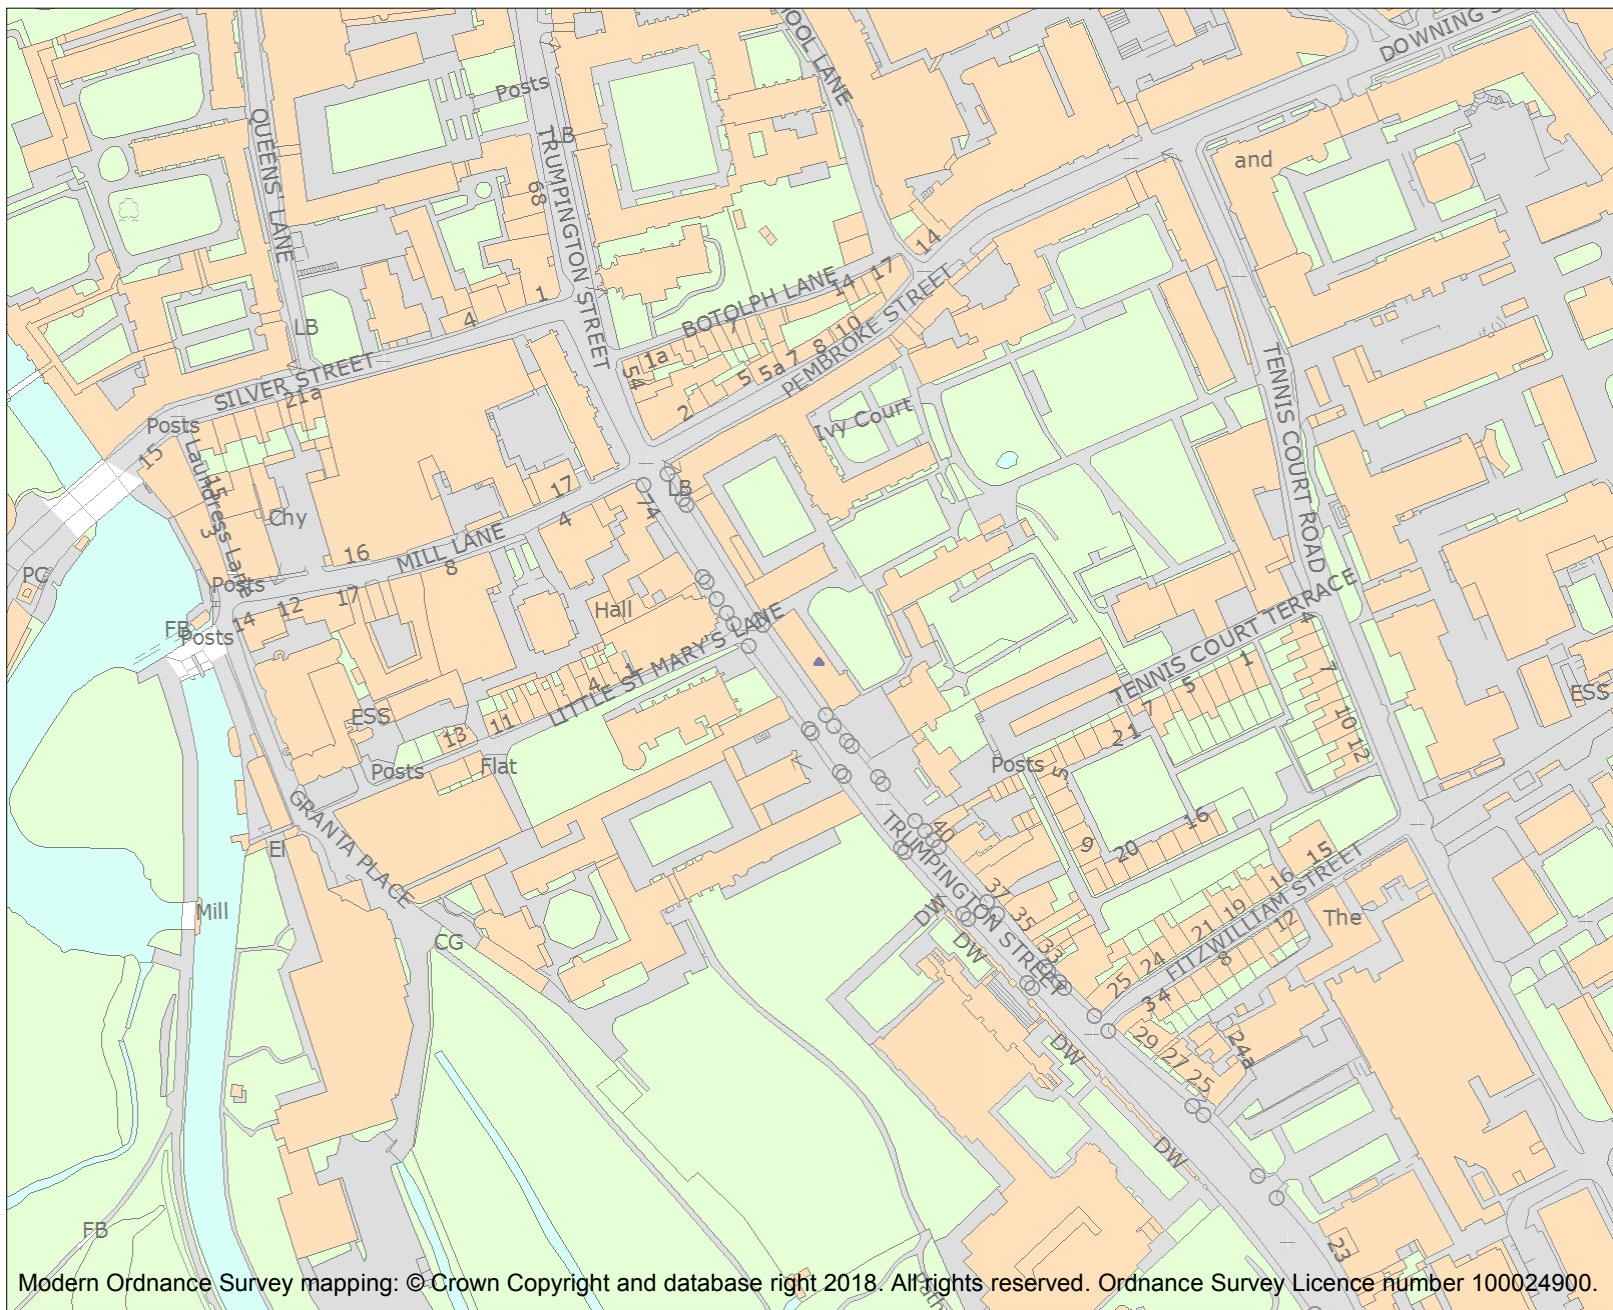 DOWNING S
OOL LANE
Posts
LB
QUEENS' LANE
TRUMPINGTON STREET
and
68
14
17
14
BOTOLPH LANE
1
4
LB
7
10
8
7
5a
5
1a
54
2
PEMBROKE STREET
SILVER STREET
21a
Posts
15
Laundress Lane
15
3
Ivy Court
TENNIS COURT ROAD
17
4
LB
74
Chy
16
MILL LANE
8
PC
Posts
17
12
14
FB
Posts
Hall
LITTLE ST MARY'S LANE
1
4
11
13
ESS
Posts
Flat
TENNIS COURT TERRACE
4
1
5
7
21
7
10
12
ESS
Posts
5
9
20
16
GRANTA PLACE
El
Mill
CG
40
TRUMPINGTON STREET
37
35
33
DW
DW
DW
DW
15
16
19
21
24
25
FITZWILLIAM STREET
12
8
34
The
29
27
25
24a
23
FB
Path
Modern Ordnance Survey mapping: © Crown Copyright and database right 2018. All rights reserved. Ordnance Survey Licence number 100024900.